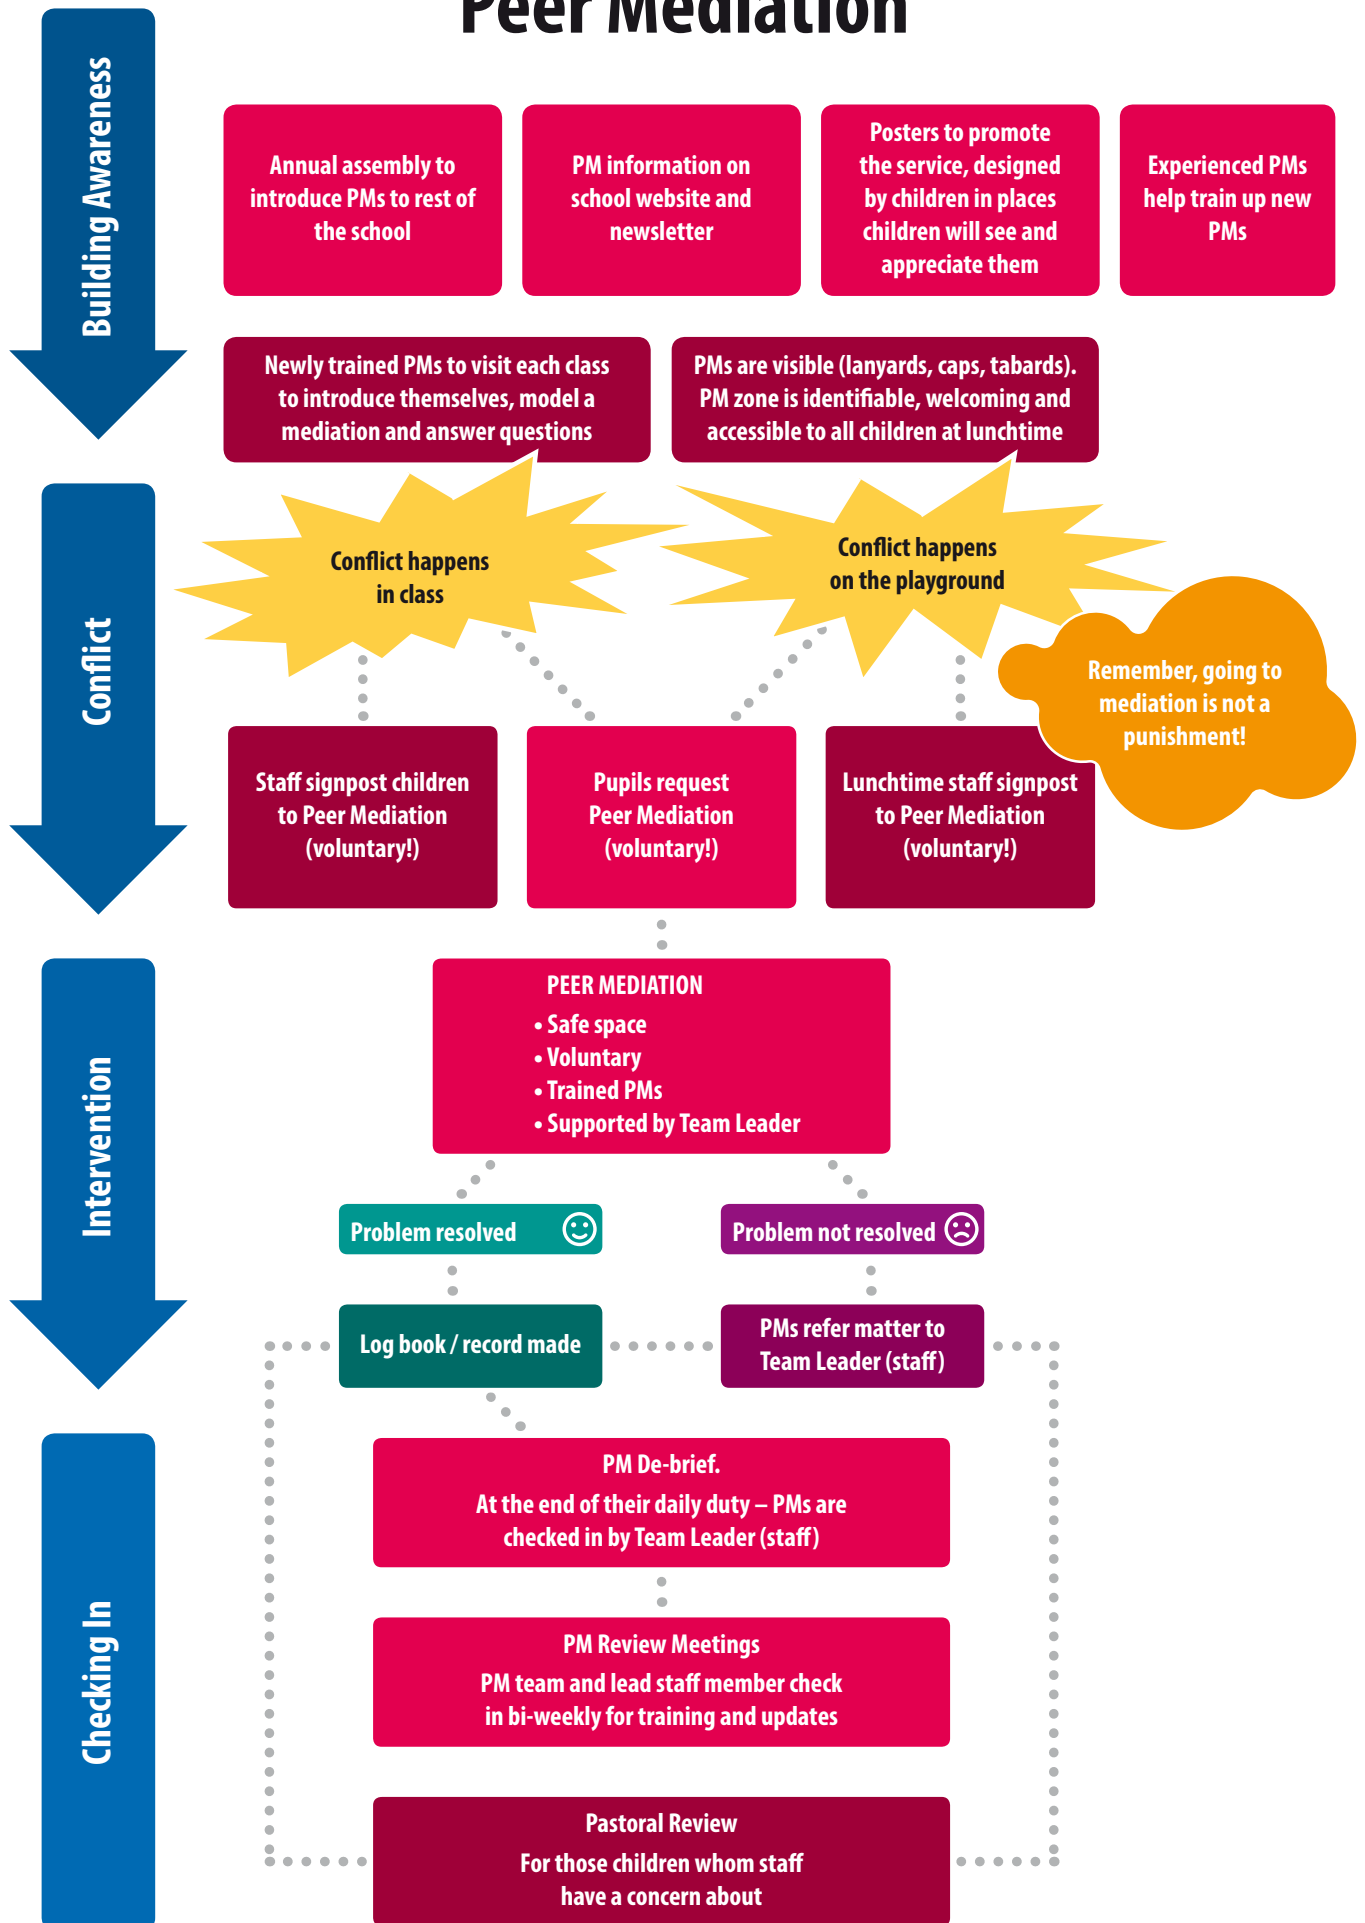 Peer Mediation
Building Awareness
Annual assembly to
introduce PMs to rest of
the school
PM information on
school website and
newsletter
Posters to promote
the service, designed
by children in places
children will see and
appreciate them
Experienced PMs
help train up new
PMs
Newly trained PMs to visit each class
to introduce themselves, model a
mediation and answer questions
PMs are visible (lanyards, caps, tabards).
PM zone is identifiable, welcoming and
accessible to all children at lunchtime
Conflict
Conflict happens
in class
Conflict happens
on the playground
Remember, going to
mediation is not a
punishment!
Staff signpost children
to Peer Mediation
(voluntary!)
Pupils request
Peer Mediation
(voluntary!)
Lunchtime staff signpost
to Peer Mediation
(voluntary!)
Intervention
PEER MEDIATION
• Safe space
• Voluntary
• Trained PMs
• Supported by Team Leader
Problem resolved
Problem not resolved
Log book / record made
PMs refer matter to
Team Leader (staff)
Checking In
PM De-brief.
At the end of their daily duty – PMs are
checked in by Team Leader (staff)
PM Review Meetings
PM team and lead staff member check
in bi-weekly for training and updates
Pastoral Review
For those children whom staff
have a concern about